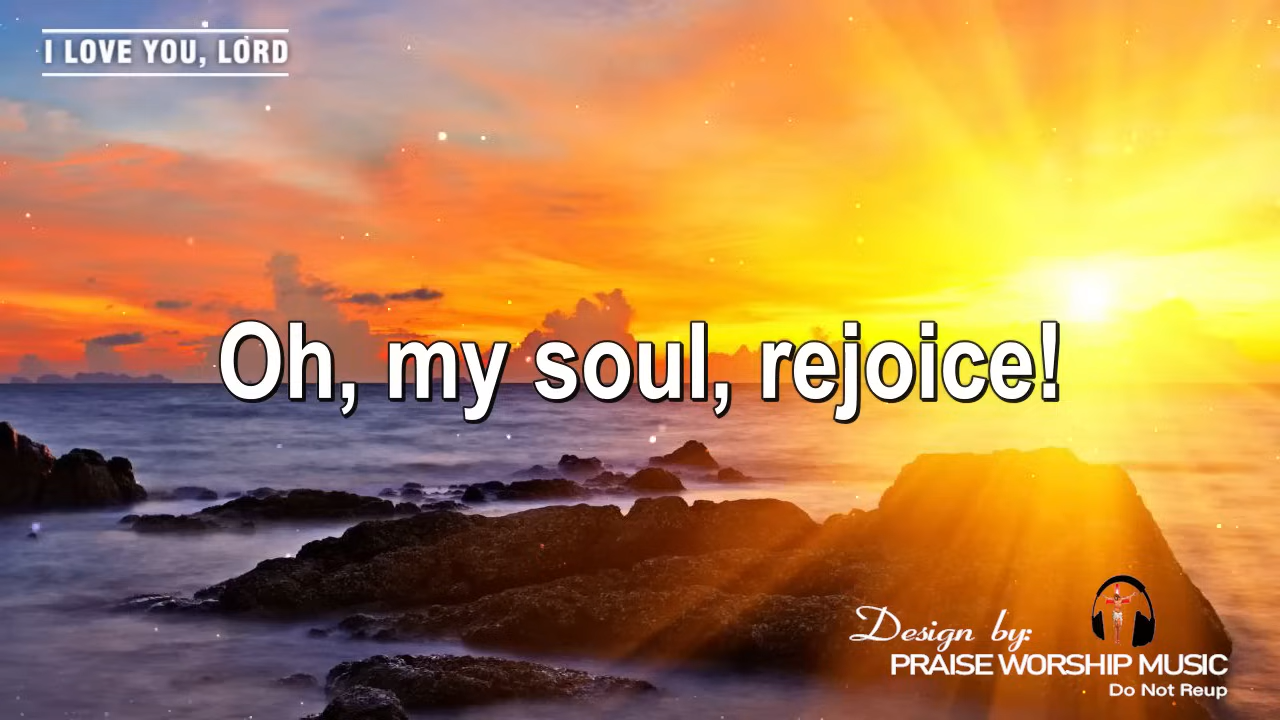 I LOVE YOU, LORD
Oh, my soul, rejoice!
Design by:
PRAISE WORSHIP MUSIC
Do Not Reup